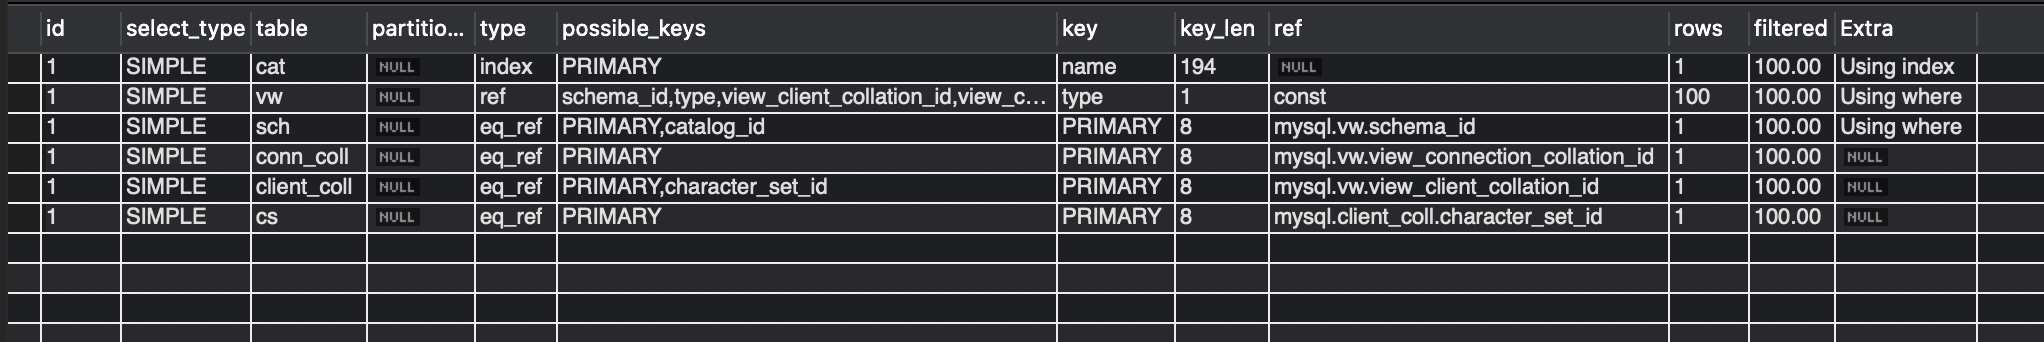 id select_type table partitio... type possible_keys key key_len ref rows filtered Extra
1 SIMPLE cat NULL index PRIMARY name 194 NULL 1 100.00 Using index
1 SIMPLE vw NULL ref schema_id,type,view_client_collation_id,view_c... type 1 const 100 100.00 Using where
1 SIMPLE sch NULL eq_ref PRIMARY,catalog_id PRIMARY 8 mysql.vw.schema_id 1 100.00 Using where
1 SIMPLE conn_coll NULL eq_ref PRIMARY PRIMARY 8 mysql.vw.view_connection_collation_id 1 100.00 NULL
1 SIMPLE client_coll NULL eq_ref PRIMARY,character_set_id PRIMARY 8 mysql.vw.view_client_collation_id 1 100.00 NULL
1 SIMPLE cs NULL eq_ref PRIMARY PRIMARY 8 mysql.client_coll.character_set_id 1 100.00 NULL